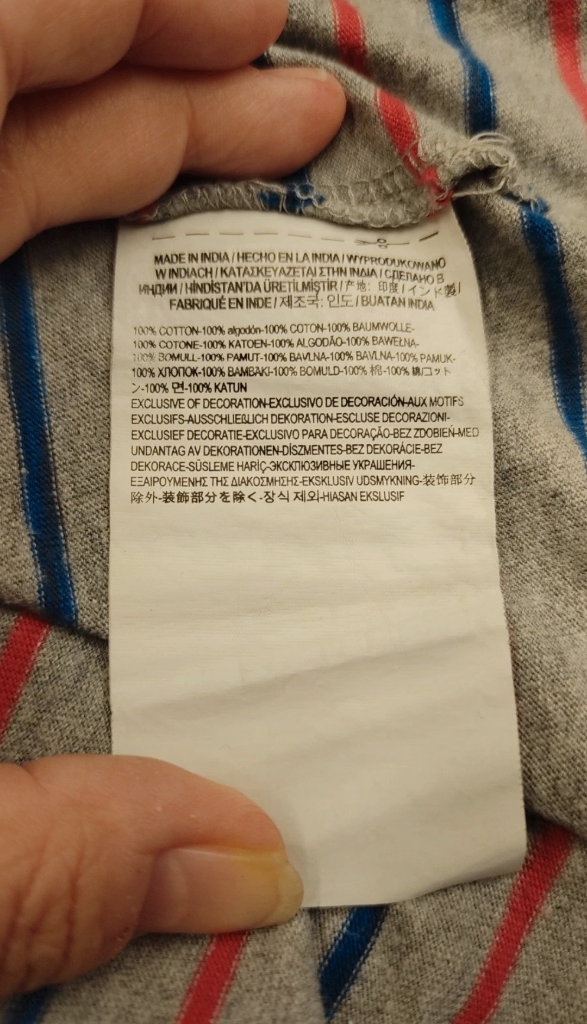 MADE IN INDIA / HECHO EN LA INDIA / WYPRODUKOWANO
W INDIACH / ΚΑΤΑΣΚΕΥΑΖΕΤΑΙ ΣΤΗΝ ΙΝΔΙΑ / СДЕЛАНО В
ИНДИИ / HİNDİSTAN'DA ÜRETİLMİŞTİR / 产地: 印度 / インド製 /
FABRIQUÉ EN INDE / 제조국: 인도 / BUATAN INDIA
100% COTTON-100% algodón-100% COTON-100% BAUMWOLLE-
100% COTONE-100% KATOEN-100% ALGODÃO-100% BAWEŁNA-
100% BOMULL-100% PAMUT-100% BAVLNA-100% BAVLNA-100% PAMUK-
100% ХЛОПОК-100% ΒΑΜΒΑΚΙ-100% BOMULD-100% 棉-100% 綿/コット
ン-100% 면-100% KATUN
EXCLUSIVE OF DECORATION-EXCLUSIVO DE DECORACIÓN-AUX MOTIFS
EXCLUSIFS-AUSSCHLIEßLICH DEKORATION-ESCLUSE DECORAZIONI-
EXCLUSIEF DECORATIE-EXCLUSIVO PARA DECORAÇÃO-BEZ ZDOBIEŃ-MED
UNDANTAG AV DEKORATIONEN-DÍSZMENTES-BEZ DEKORÁCIE-BEZ
DEKORACE-SÜSLEME HARİÇ-ЭКСКЛЮЗИВНЫЕ УКРАШЕНИЯ-
ΕΞΑΙΡΟΥΜΕΝΗΣ ΤΗΣ ΔΙΑΚΟΣΜΗΣΗΣ-EKSKLUSIV UDSMYKNING-装饰部分
除外-装飾部分を除く-장식 제외-HIASAN EKSLUSIF